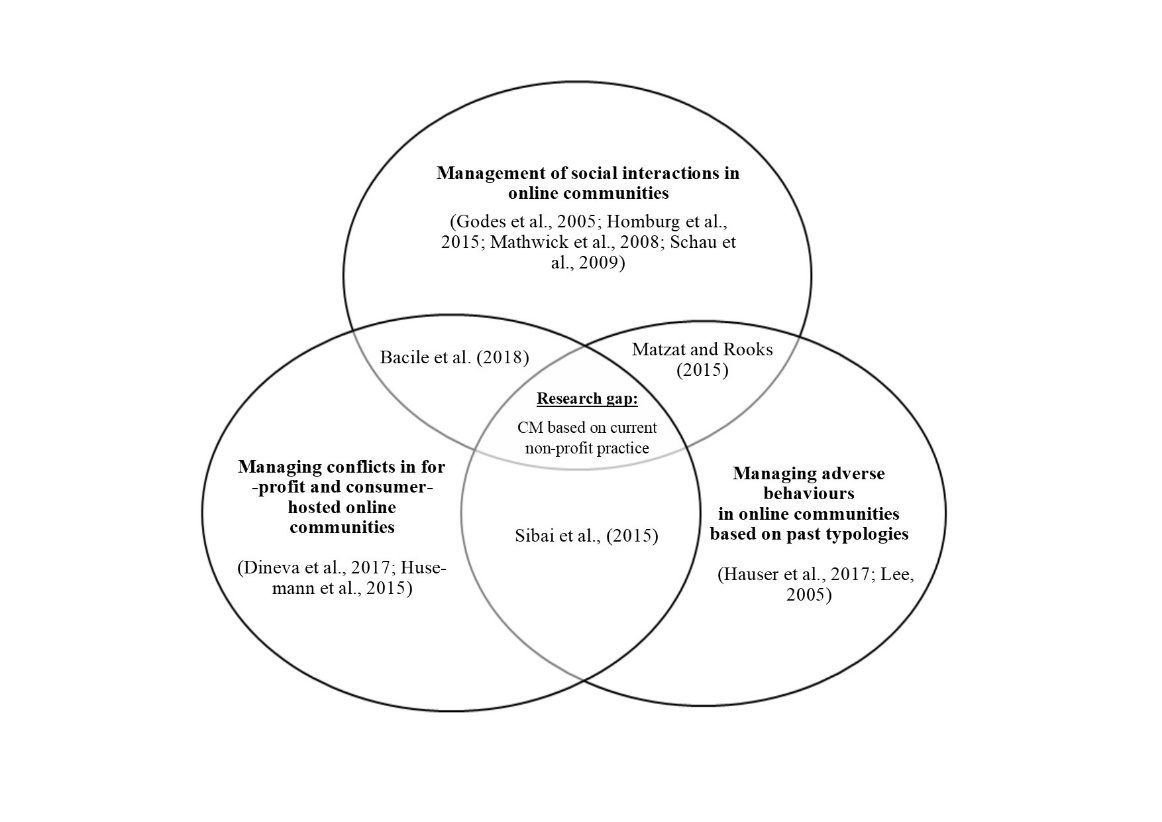 Management of social interactions in
online communities
(Godes et al., 2005; Homburg et al.,
2015; Mathwick et al., 2008; Schau et
al., 2009)
Bacile et al. (2018)
Matzat and Rooks
(2015)
Research gap:
CM based on current
non-profit practice
Managing conflicts in for
-profit and consumer-
hosted online
communities
(Dineva et al., 2017; Huse-
mann et al., 2015)
Sibai et al., (2015)
Managing adverse
behaviours
in online communities
based on past typologies
(Hauser et al., 2017; Lee,
2005)